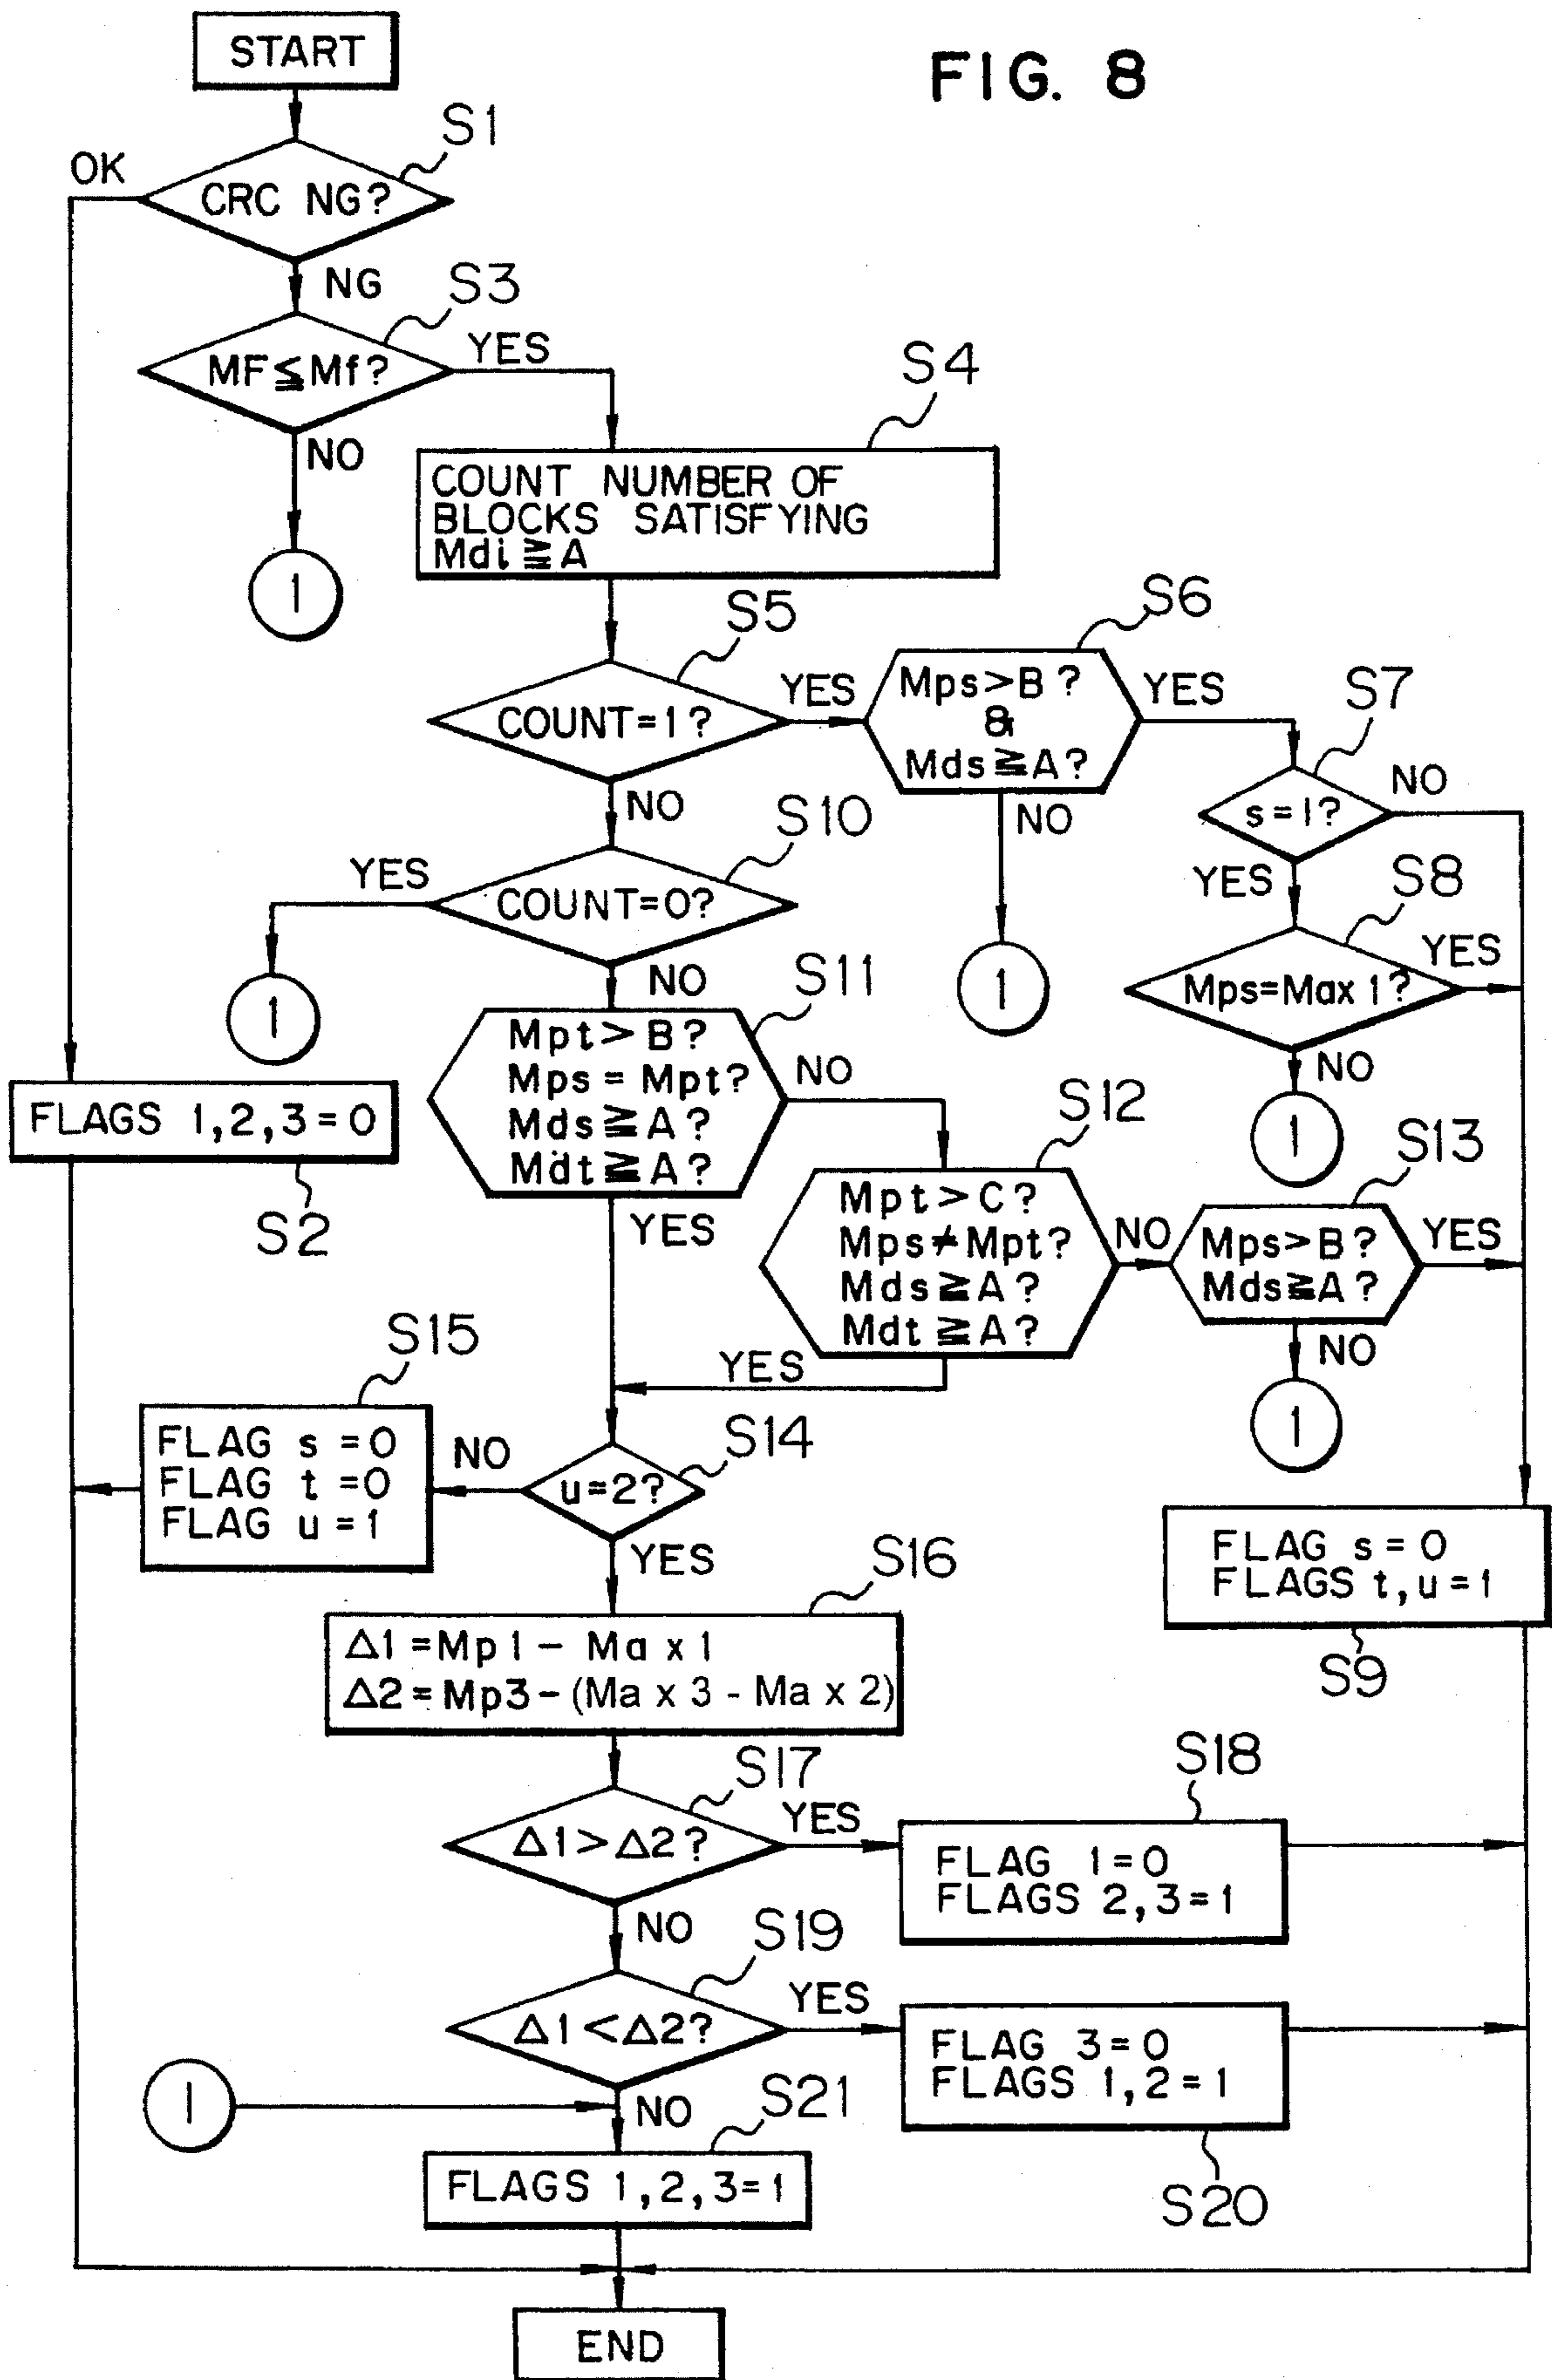 START
FIG. 8
S1
OK
CRC NG?
NG
S3
MF≦Mf?
YES
NO
1
S4
COUNT NUMBER OF
BLOCKS SATISFYING
Mdi≧A
S5
COUNT=1?
YES
NO
S6
Mps>B?
&
Mds≧A?
YES
NO
1
S7
s=1?
NO
YES
S8
Mps=Max1?
YES
NO
1
S10
COUNT=0?
YES
1
NO
S11
Mpt>B?
Mps=Mpt?
Mds≧A?
Mdt≧A?
NO
YES
FLAGS 1,2,3=0
S2
S12
Mpt>C?
Mps≠Mpt?
Mds≧A?
Mdt≧A?
NO
YES
S13
Mps>B?
Mds≧A?
YES
NO
1
S15
FLAG s=0
FLAG t=0
FLAG u=1
NO
S14
u=2?
YES
FLAG s=0
FLAGS t,u=1
S9
S16
Δ1=Mp1-Max1
Δ2=Mp3-(Max3-Max2)
S17
Δ1>Δ2?
YES
NO
S18
FLAG 1=0
FLAGS 2,3=1
S19
Δ1<Δ2?
YES
NO
FLAG 3=0
FLAGS 1,2=1
S20
1
S21
FLAGS 1,2,3=1
END